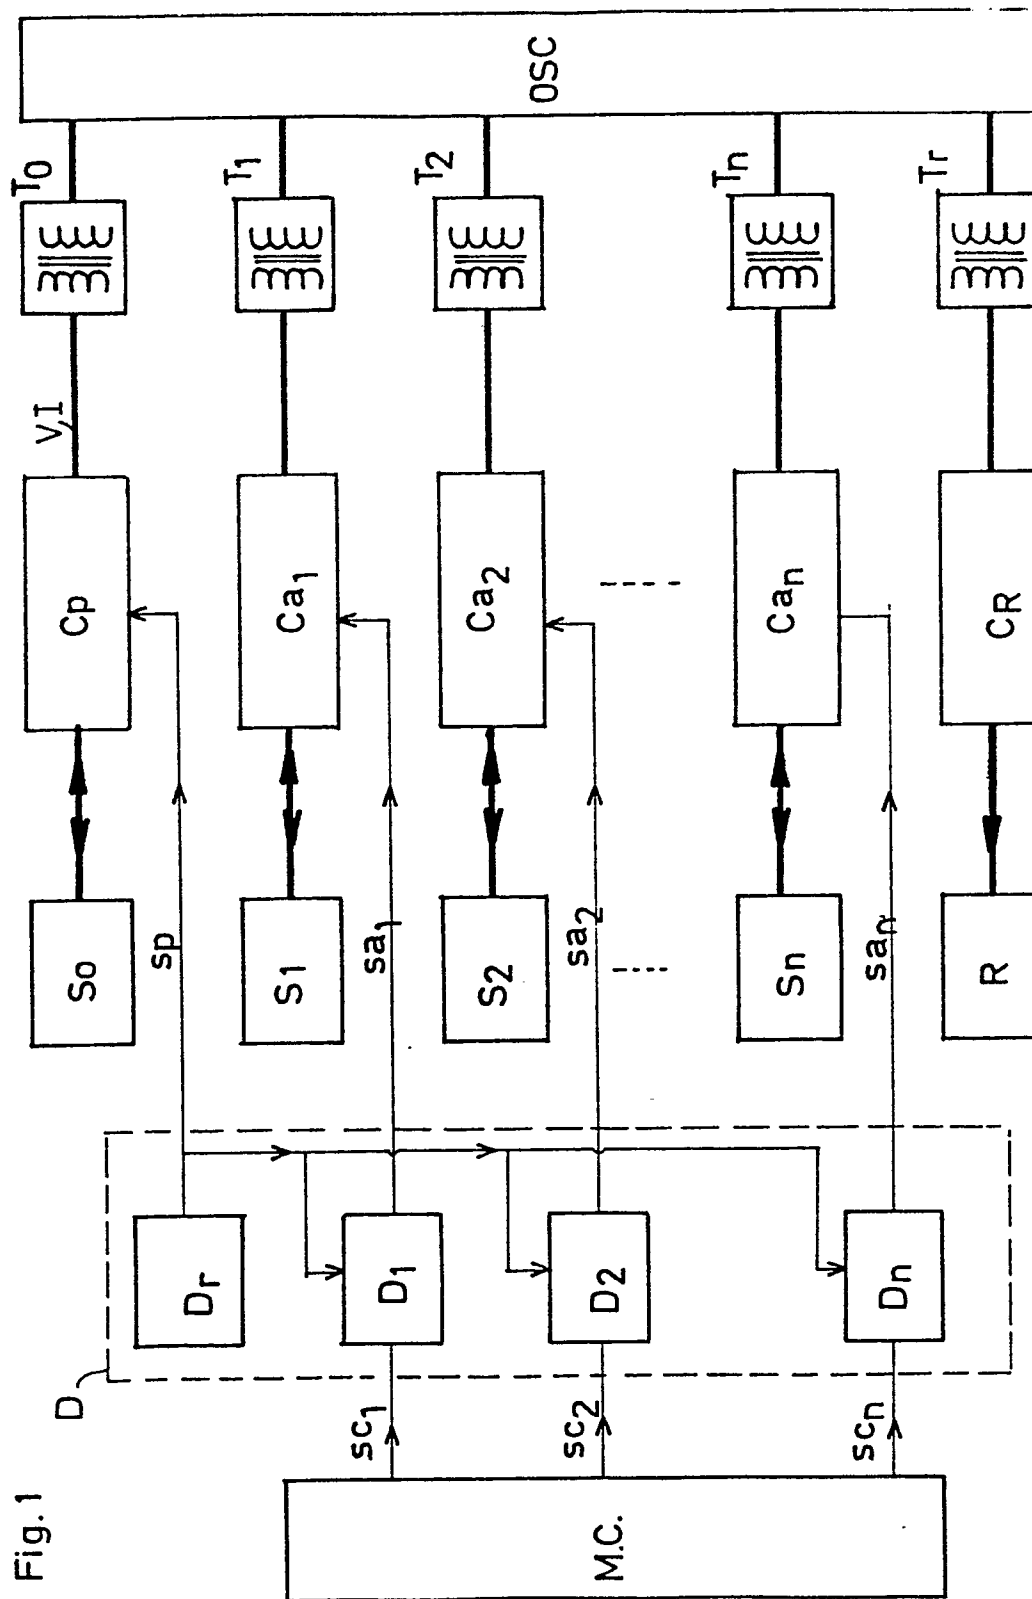 Fig. 1
OSC
T0
T1
T2
Tn
Tr
V,I
Cp
Ca1
Ca2
Can
CR
So
S1
S2
Sn
R
sp
sa1
sa2
san
D
Dr
D1
D2
Dn
sc1
sc2
scn
M.C.